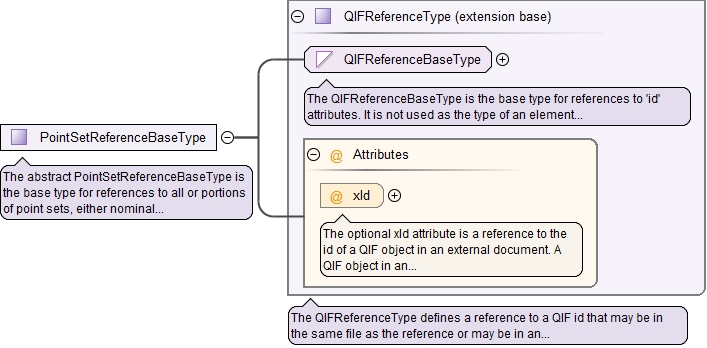 QIFReferenceType (extension base)
QIFReferenceBaseType
The QIFReferenceBaseType is the base type for references to 'id'
attributes. It is not used as the type of an element...
PointSetReferenceBaseType
The abstract PointSetReferenceBaseType is
the base type for references to all or portions
of point sets, either nominal...
@ Attributes
@ xId
The optional xId attribute is a reference to the
id of a QIF object in an external document. A
QIF object in an...
The QIFReferenceType defines a reference to a QIF id that may be in
the same file as the reference or may be in an...